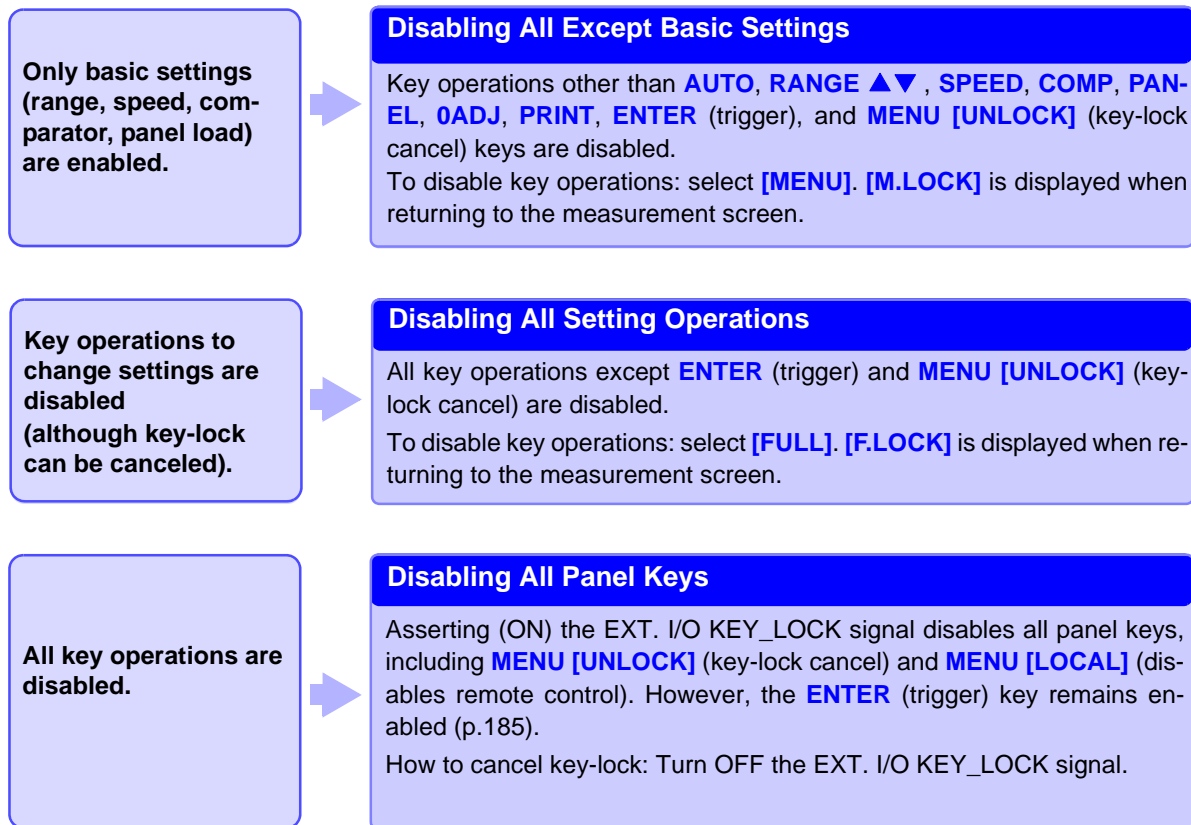 Only basic settings
(range, speed, com-
parator, panel load)
are enabled.
Disabling All Except Basic Settings
Key operations other than AUTO, RANGE ▲▼ , SPEED, COMP, PAN-
EL, 0ADJ, PRINT, ENTER (trigger), and MENU [UNLOCK] (key-lock
cancel) keys are disabled.
To disable key operations: select [MENU]. [M.LOCK] is displayed when
returning to the measurement screen.
Key operations to
change settings are
disabled
(although key-lock
can be canceled).
Disabling All Setting Operations
All key operations except ENTER (trigger) and MENU [UNLOCK] (key-
lock cancel) are disabled.
To disable key operations: select [FULL]. [F.LOCK] is displayed when re-
turning to the measurement screen.
All key operations are
disabled.
Disabling All Panel Keys
Asserting (ON) the EXT. I/O KEY_LOCK signal disables all panel keys,
including MENU [UNLOCK] (key-lock cancel) and MENU [LOCAL] (dis-
ables remote control). However, the ENTER (trigger) key remains en-
abled (p.185).
How to cancel key-lock: Turn OFF the EXT. I/O KEY_LOCK signal.